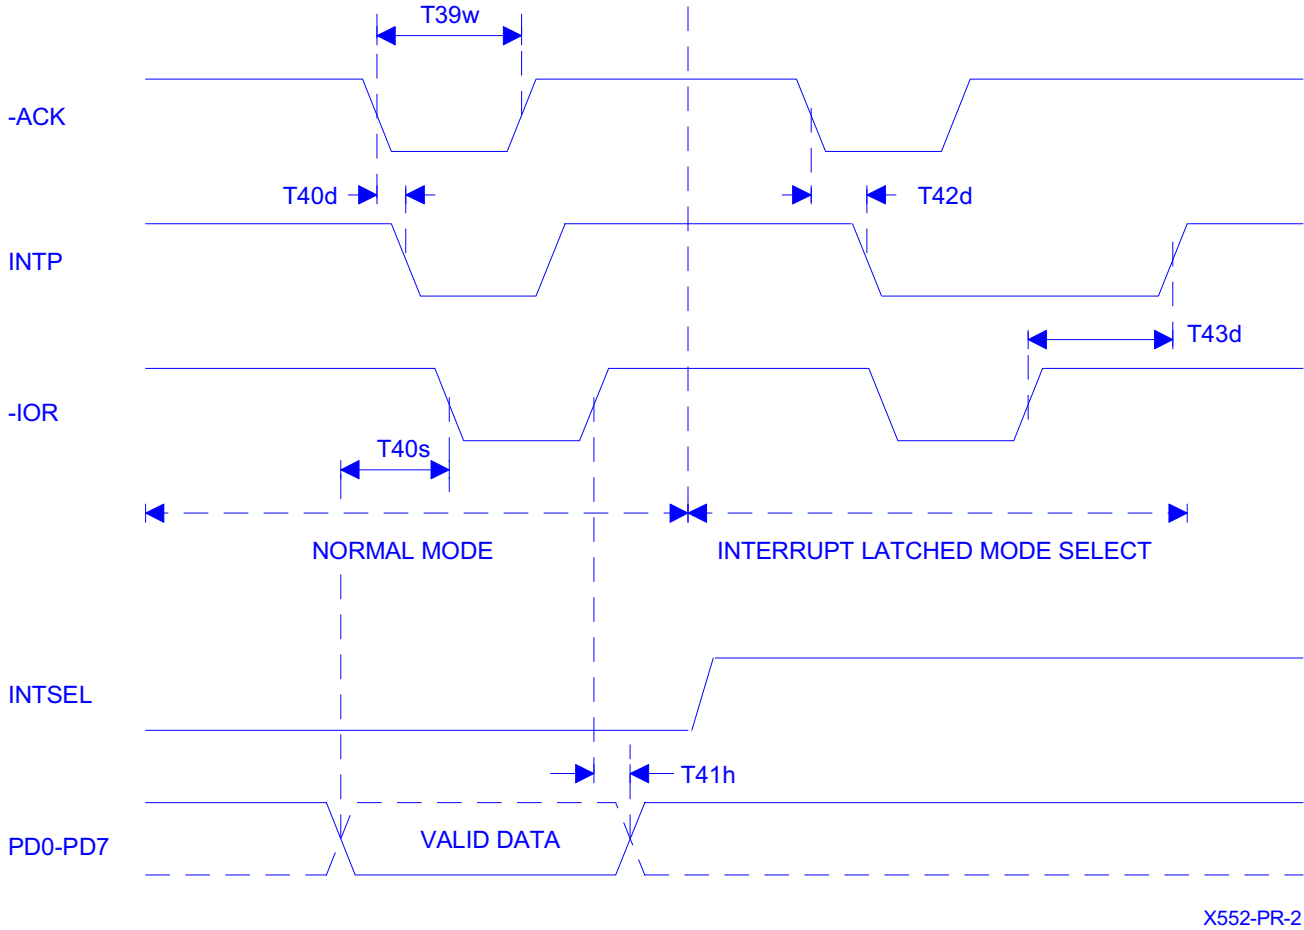 T39w
-ACK
T40d
T42d
INTP
T43d
-IOR
T40s
NORMAL MODE
INTERRUPT LATCHED MODE SELECT
INTSEL
T41h
PD0-PD7
VALID DATA
X552-PR-2